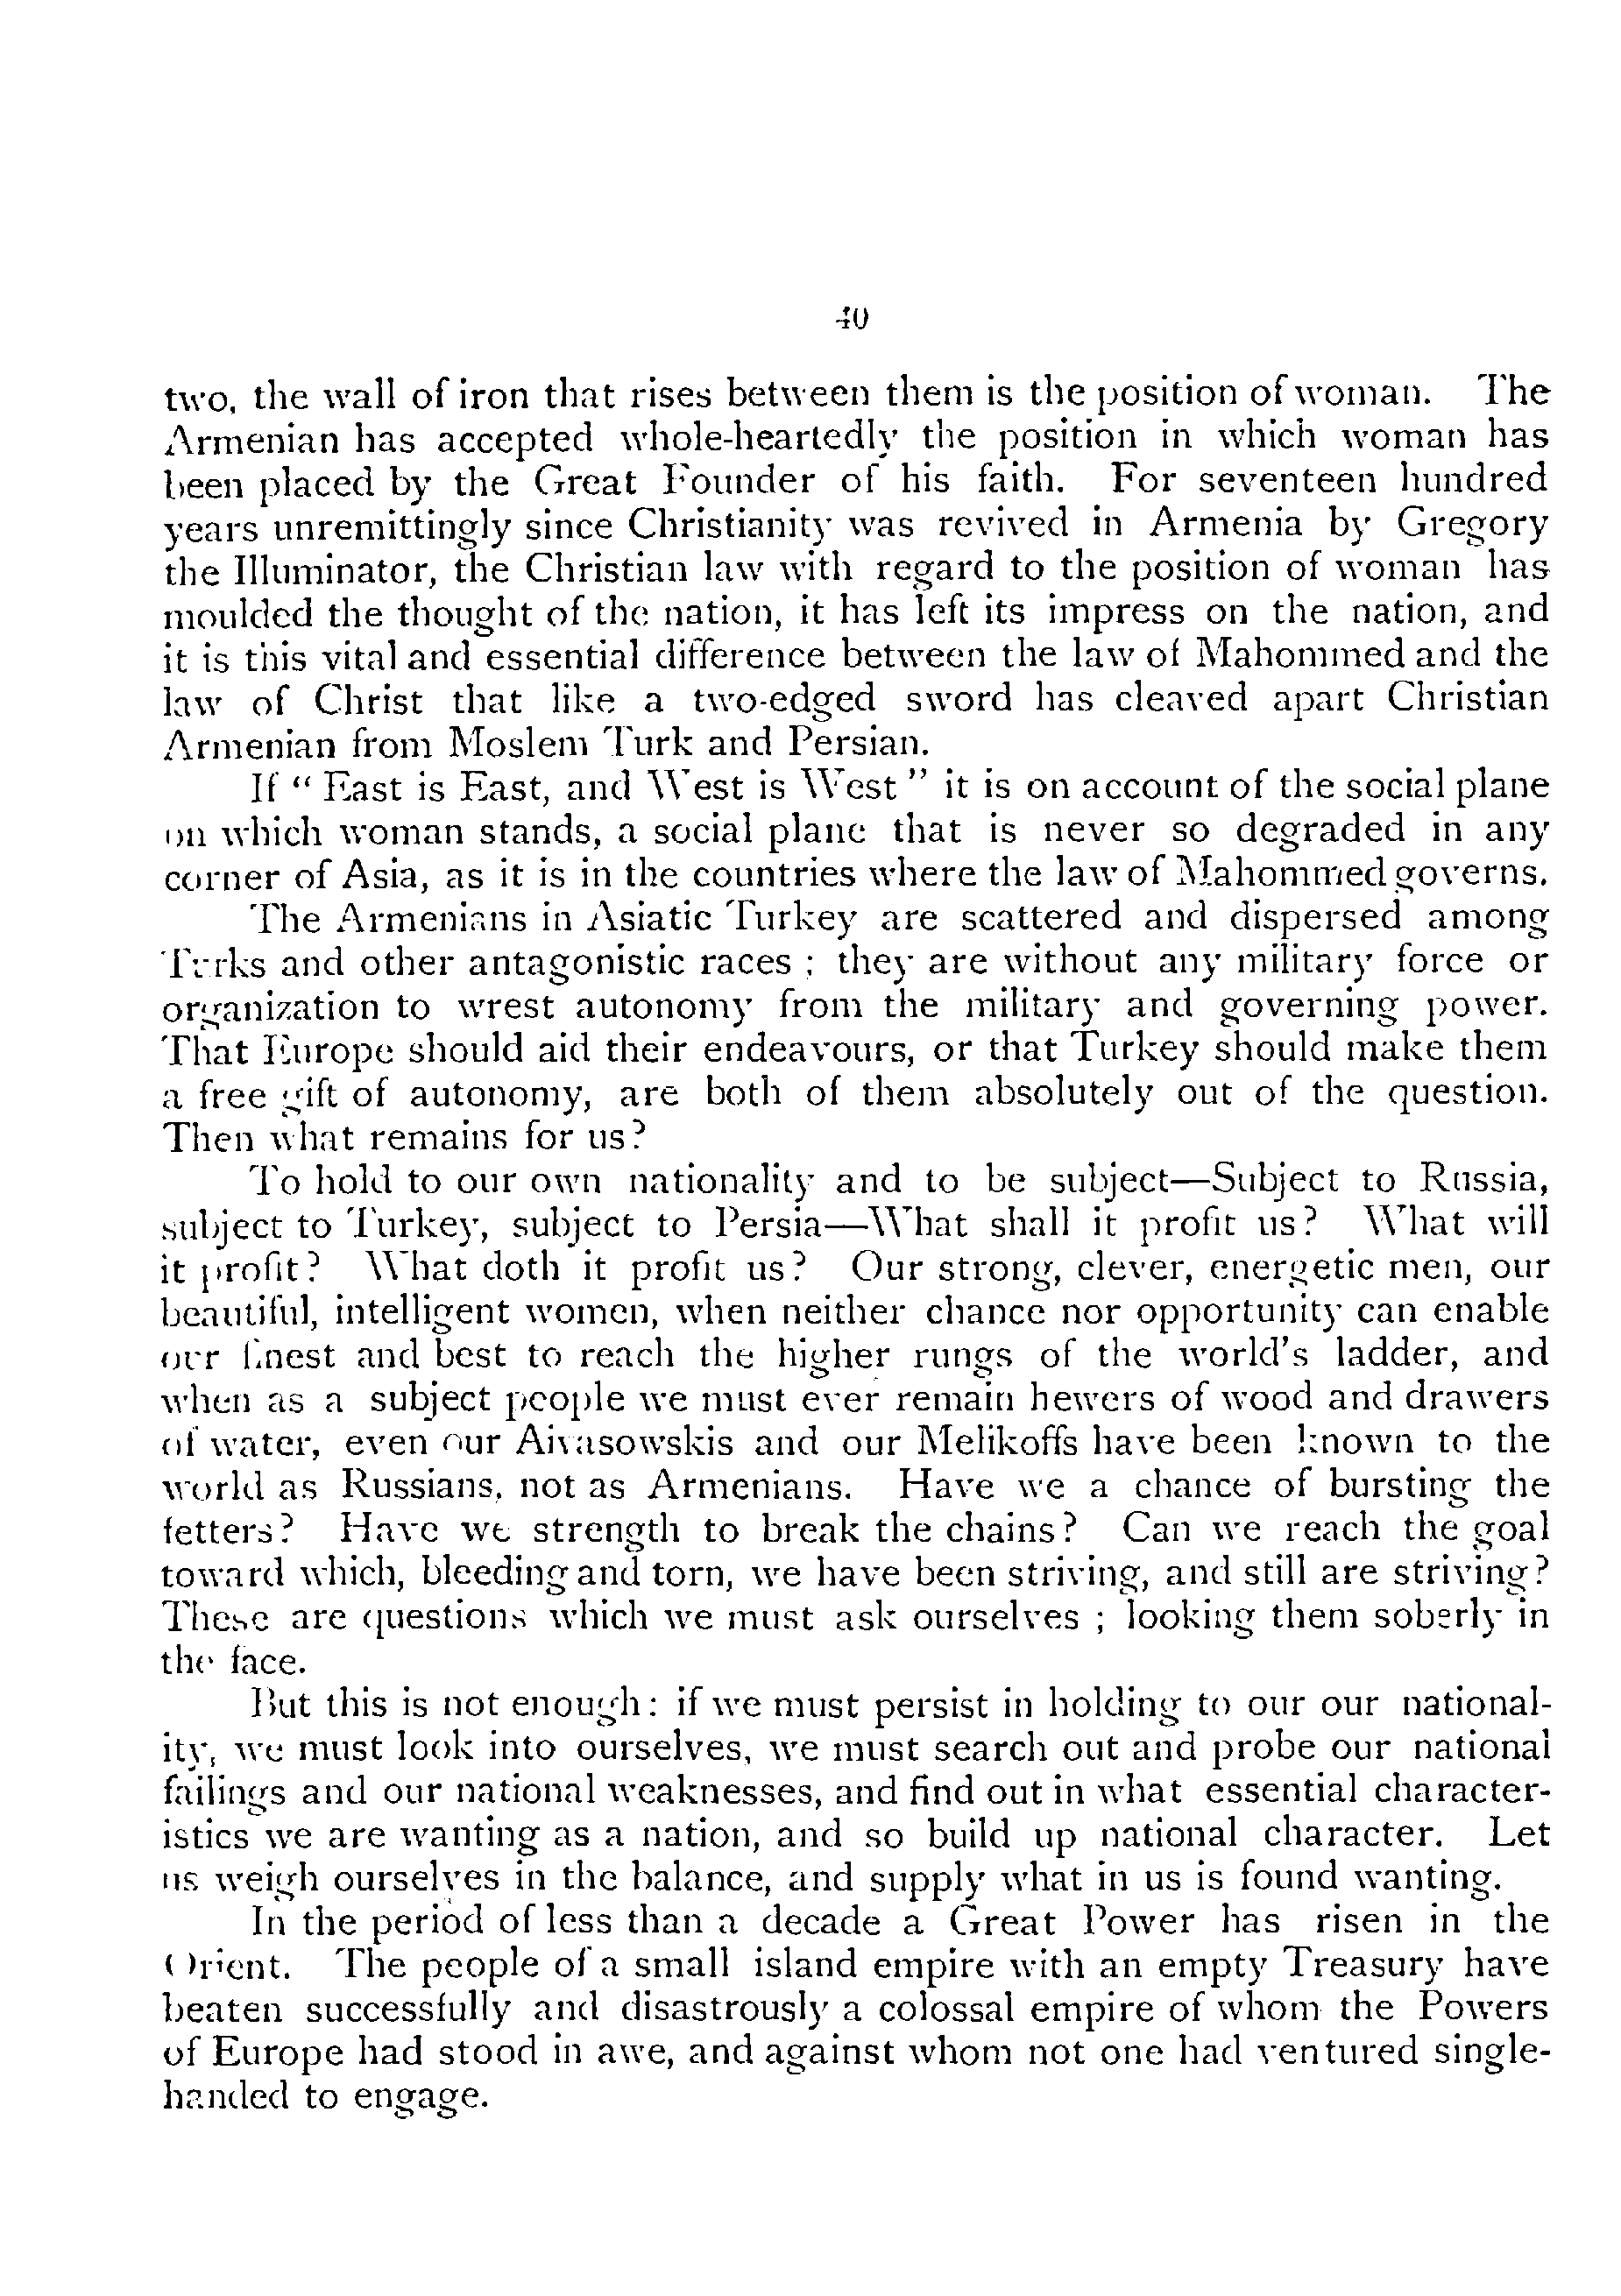 40
two, the wall of iron that rises between them is the position of woman. The
Armenian has accepted whole-heartedly the position in which woman has
been placed by the Great Founder of his faith. For seventeen hundred
years unremittingly since Christianity was revived in Armenia by Gregory
the Illuminator, the Christian law with regard to the position of woman has
moulded the thought of the nation, it has left its impress on the nation, and
it is this vital and essential difference between the law of Mahommed and the
law of Christ that like a two-edged sword has cleaved apart Christian
Armenian from Moslem Turk and Persian.
If “ East is East, and West is West ” it is on account of the social plane
on which woman stands, a social plane that is never so degraded in any
corner of Asia, as it is in the countries where the law of Mahommed governs.
The Armenians in Asiatic Turkey are scattered and dispersed among
Turks and other antagonistic races ; they are without any military force or
organization to wrest autonomy from the military and governing power.
That Europe should aid their endeavours, or that Turkey should make them
a free gift of autonomy, are both of them absolutely out of the question.
Then what remains for us?
To hold to our own nationality and to be subject—Subject to Russia,
subject to Turkey, subject to Persia—What shall it profit us? What will
it profit? What doth it profit us? Our strong, clever, energetic men, our
beautiful, intelligent women, when neither chance nor opportunity can enable
our finest and best to reach the higher rungs of the world's ladder, and
when as a subject people we must ever remain hewers of wood and drawers
of water, even our Aivasowskis and our Melikoffs have been known to the
world as Russians, not as Armenians. Have we a chance of bursting the
fetters? Have we strength to break the chains? Can we reach the goal
toward which, bleeding and torn, we have been striving, and still are striving?
These are questions which we must ask ourselves ; looking them soberly in
the face.
But this is not enough: if we must persist in holding to our our national-
ity, we must look into ourselves, we must search out and probe our national
failings and our national weaknesses, and find out in what essential character-
istics we are wanting as a nation, and so build up national character. Let
us weigh ourselves in the balance, and supply what in us is found wanting.
In the period of less than a decade a Great Power has risen in the
Orient. The people of a small island empire with an empty Treasury have
beaten successfully and disastrously a colossal empire of whom the Powers
of Europe had stood in awe, and against whom not one had ventured single-
handed to engage.